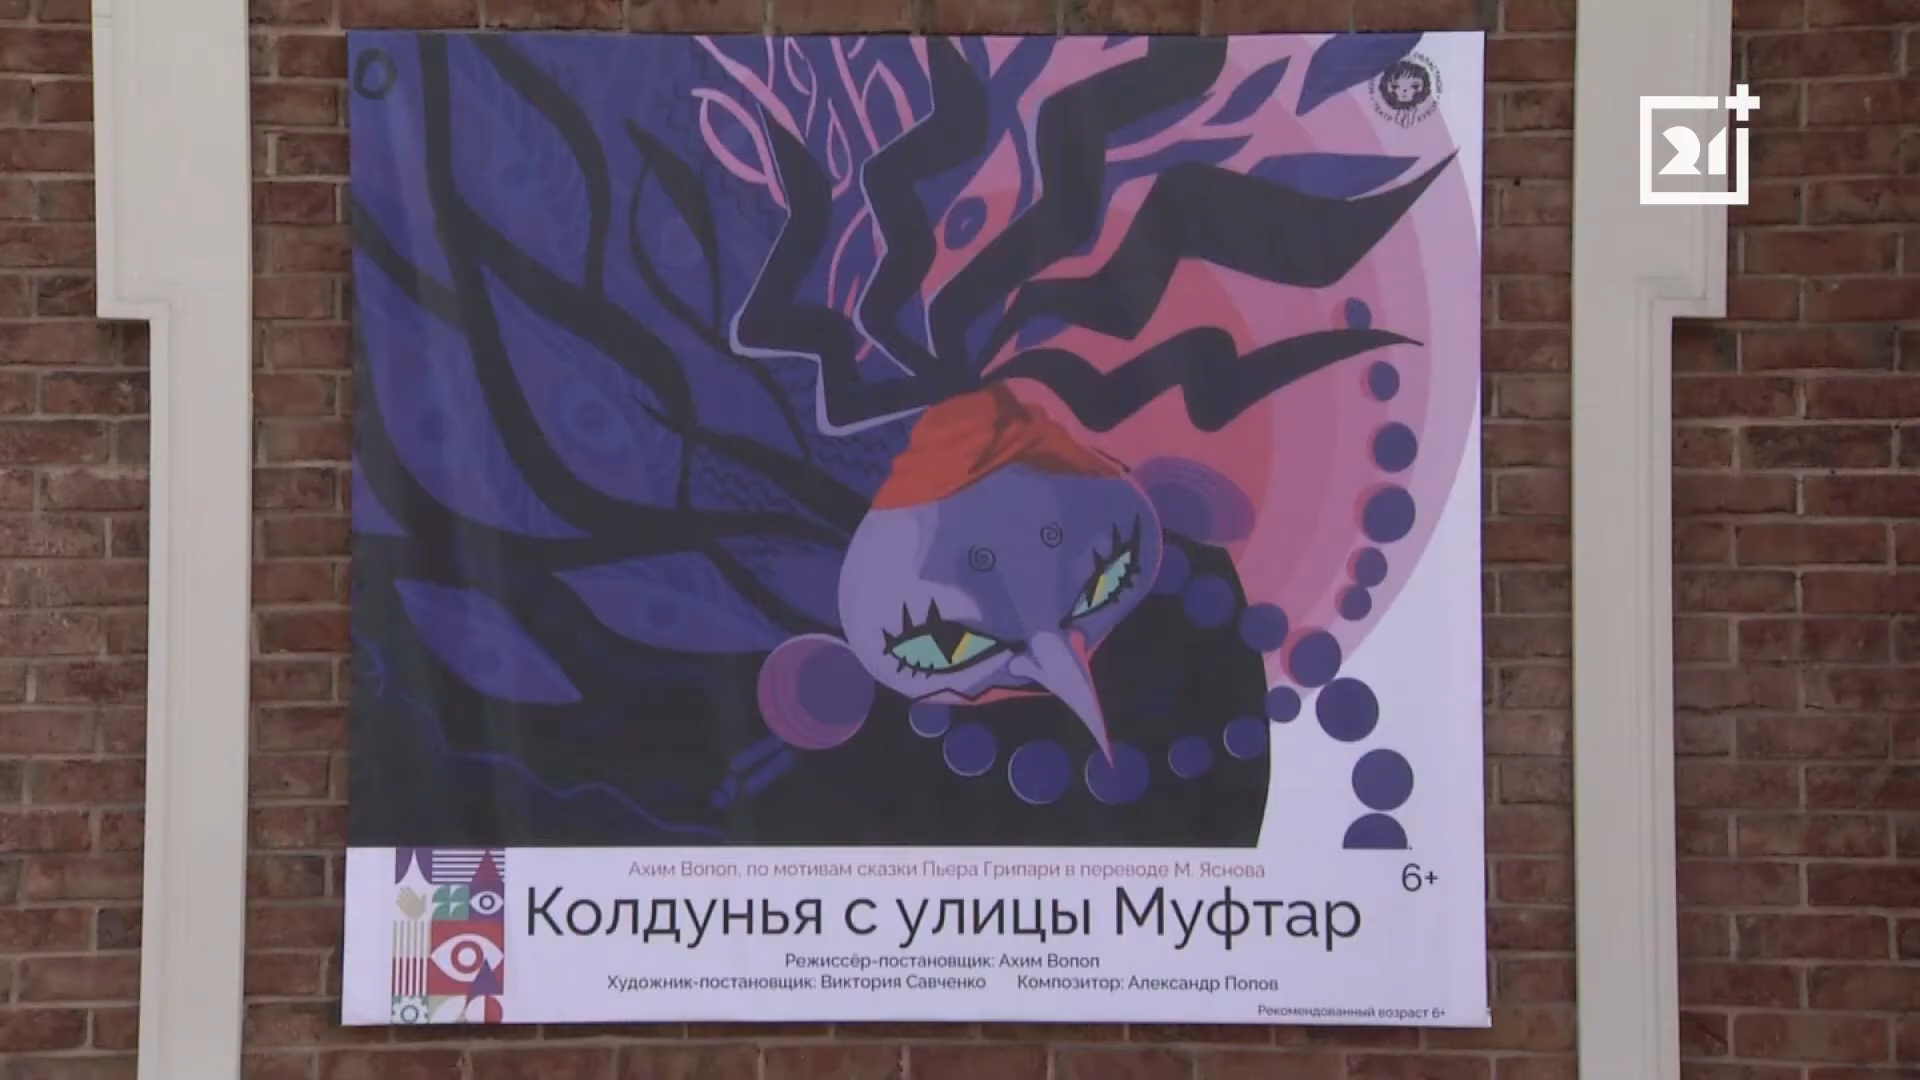 21+
Ахим Вопоп, по мотивам сказки Пьера Грипари в переводе М. Яснова
6+
Колдунья с улицы Муфтар
Режиссёр-постановщик: Ахим Вопоп
Художник-постановщик: Виктория Савченко Композитор: Александр Попов
Рекомендованный возраст 6+